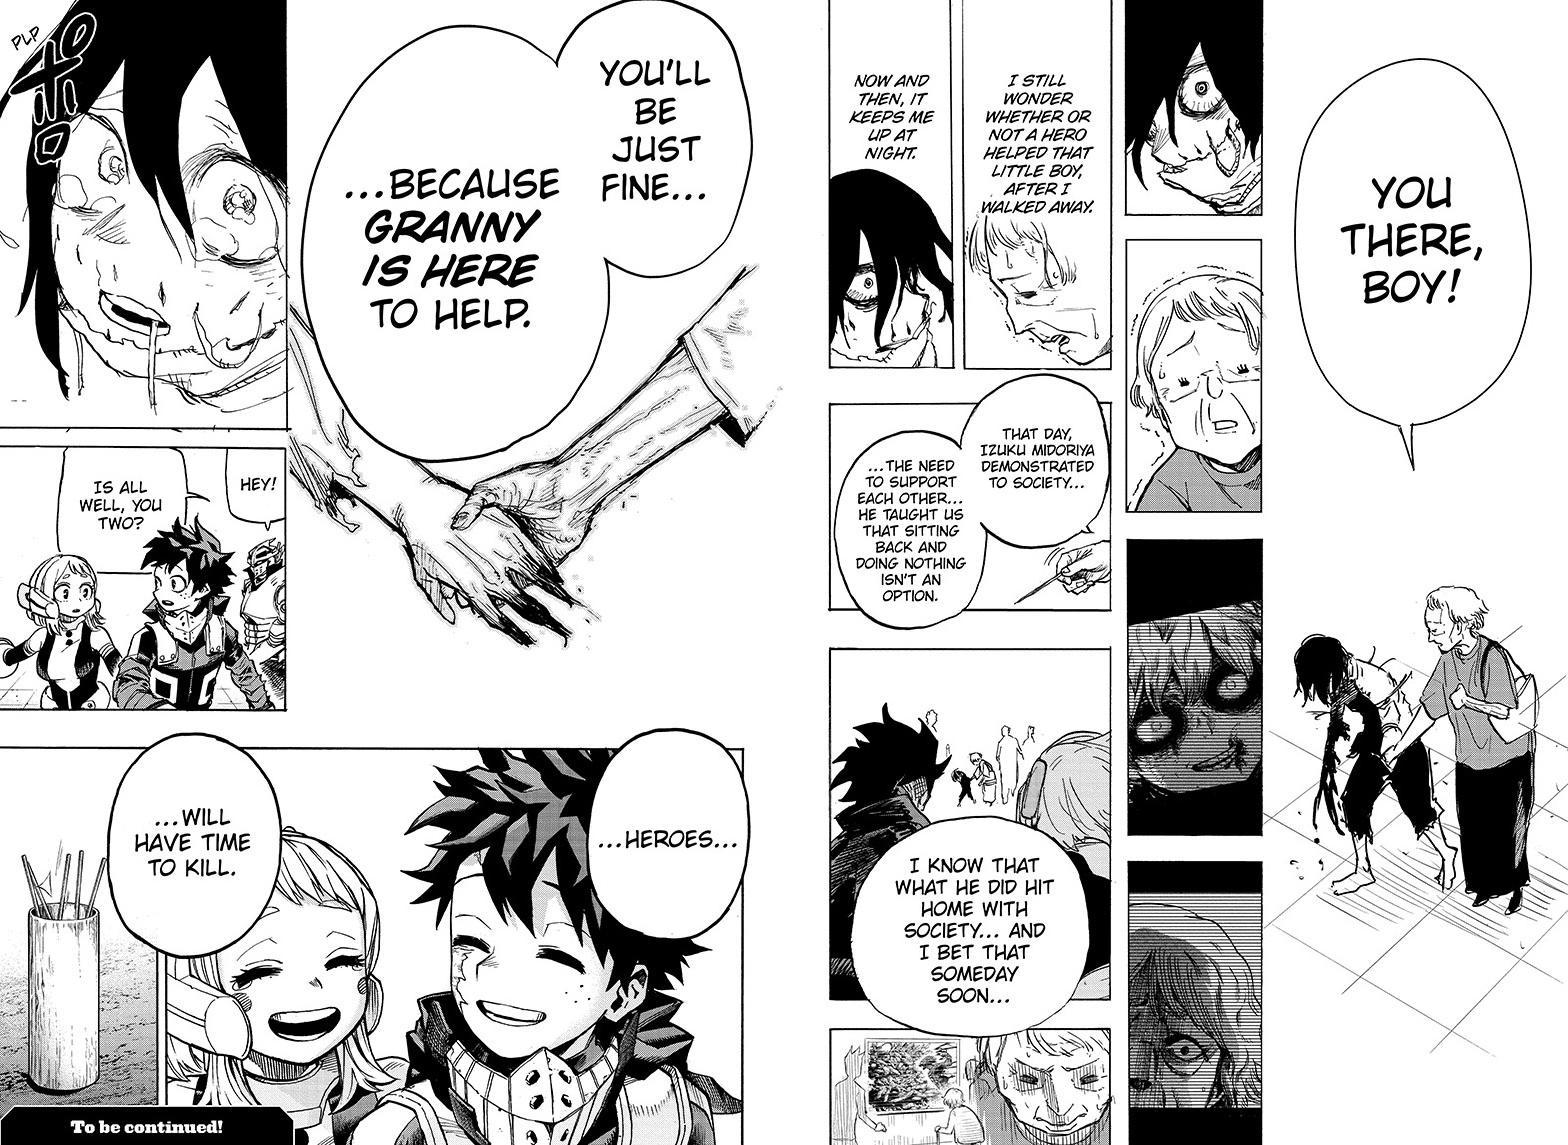 YOU
THERE,
BOY!
I STILL
WONDER
WHETHER OR
NOT A HERO
HELPED THAT
LITTLE BOY,
AFTER I
WALKED AWAY.
NOW AND
THEN, IT
KEEPS ME
UP AT
NIGHT.
THAT DAY,
IZUKU MIDORIYA
DEMONSTRATED
TO SOCIETY...
...THE NEED
TO SUPPORT
EACH OTHER...
HE TAUGHT US
THAT SITTING
BACK AND
DOING NOTHING
ISN'T AN
OPTION.
I KNOW THAT
WHAT HE DID HIT
HOME WITH
SOCIETY... AND
I BET THAT
SOMEDAY
SOON...
YOU'LL
BE
JUST
FINE...
...BECAUSE
GRANNY
IS HERE
TO HELP.
PLP
ポロ
HEY!
IS ALL
WELL, YOU
TWO?
...HEROES...
...WILL
HAVE TIME
TO KILL.
To be continued!